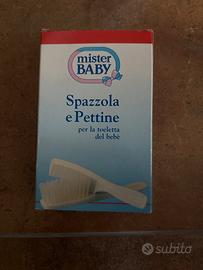 mister
BABY
Spazzola
e Pettine
per la toeletta
del bebè
subito